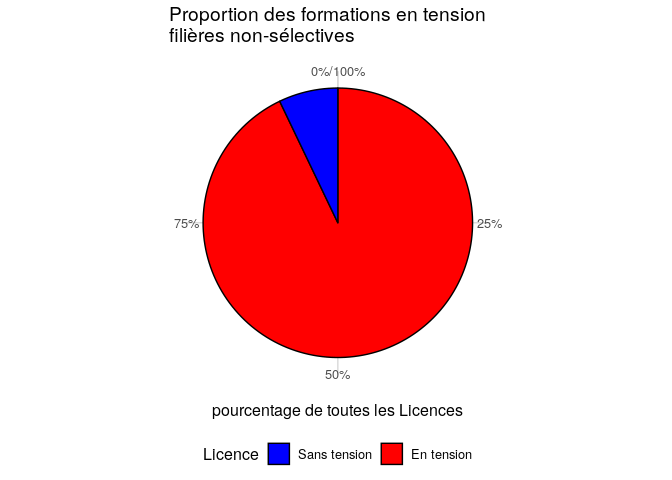 Proportion des formations en tension
filières non-sélectives
0%/100%
75%
25%
50%
pourcentage de toutes les Licences
Licence Sans tension En tension